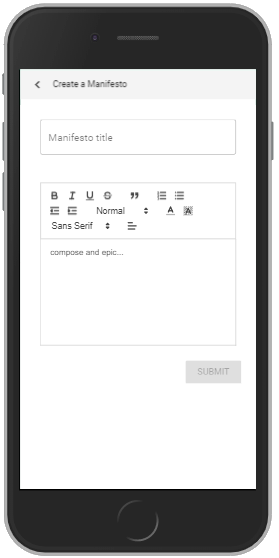 Create a Manifesto
Manifesto title
B I U S
Normal A A
Sans Serif
compose and epic...
SUBMIT